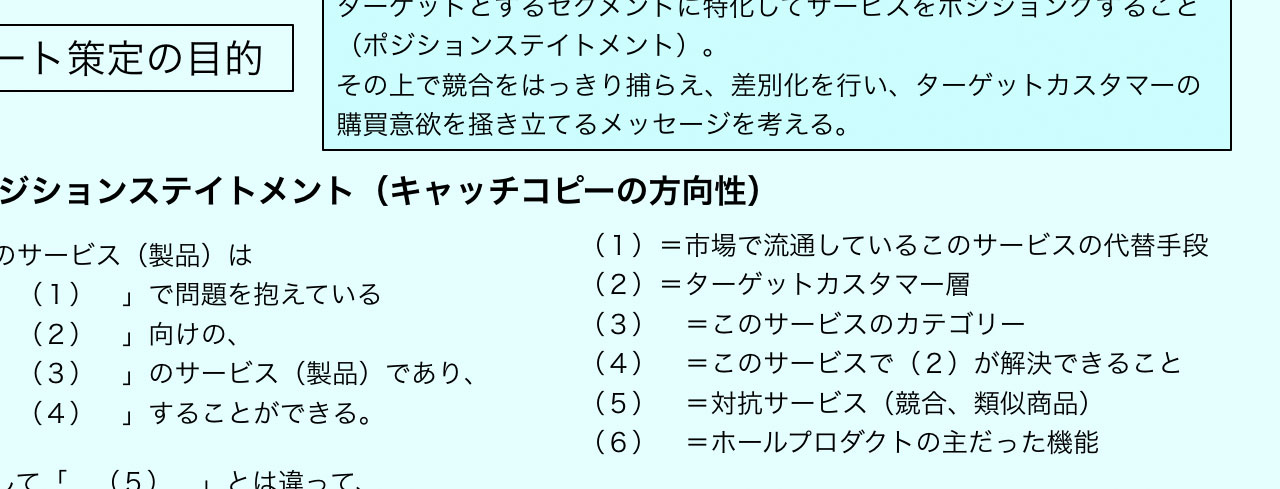 ターゲットとするセグメントに特化してサービスをポジショングすること
（ポジションステイトメント）。
その上で競合をはっきり捕らえ、差別化を行い、ターゲットカスタマーの
購買意欲を掻き立てるメッセージを考える。
ート策定の目的
ジションステイトメント（キャッチコピーの方向性）
のサービス（製品）は
（１）　」で問題を抱えている
（２）　」向けの、
（３）　」のサービス（製品）であり、
（４）　」することができる。
して「　（５）　」とは違って、
（１）＝市場で流通しているこのサービスの代替手段
（２）＝ターゲットカスタマー層
（３）　＝このサービスのカテゴリー
（４）　＝このサービスで（２）が解決できること
（５）　＝対抗サービス（競合、類似商品）
（６）　＝ホールプロダクトの主だった機能